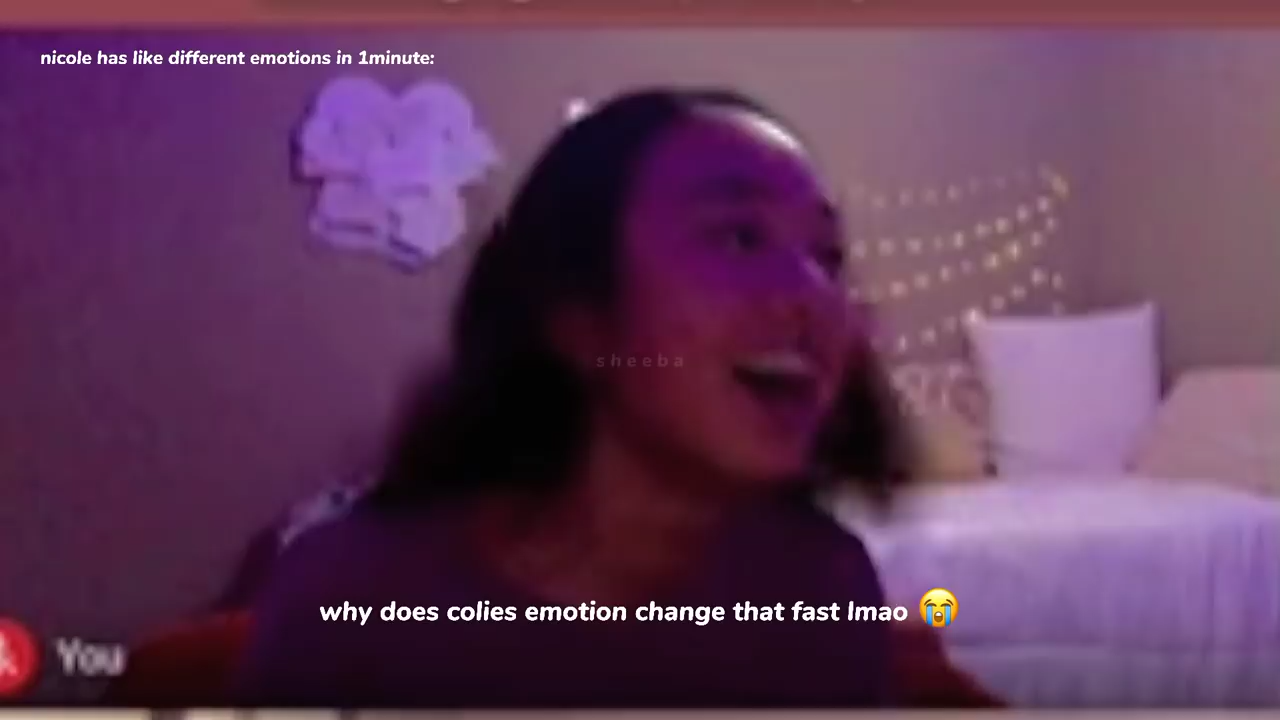 nicole has like different emotions in 1minute:
sheeba
why does colies emotion change that fast lmao 😭
You